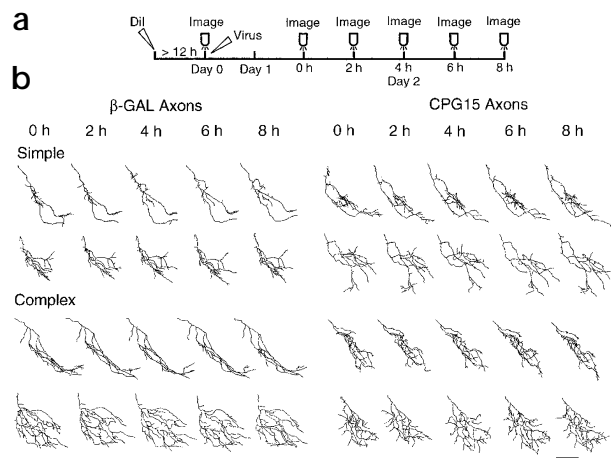 a
DiI
Image Image Image Image Image Image
Virus
> 12 h
Day 0 Day 1 0 h 2 h 4 h 6 h 8 h
Day 2
b
β-GAL Axons CPG15 Axons
0 h 2 h 4 h 6 h 8 h 0 h 2 h 4 h 6 h 8 h
Simple
Complex